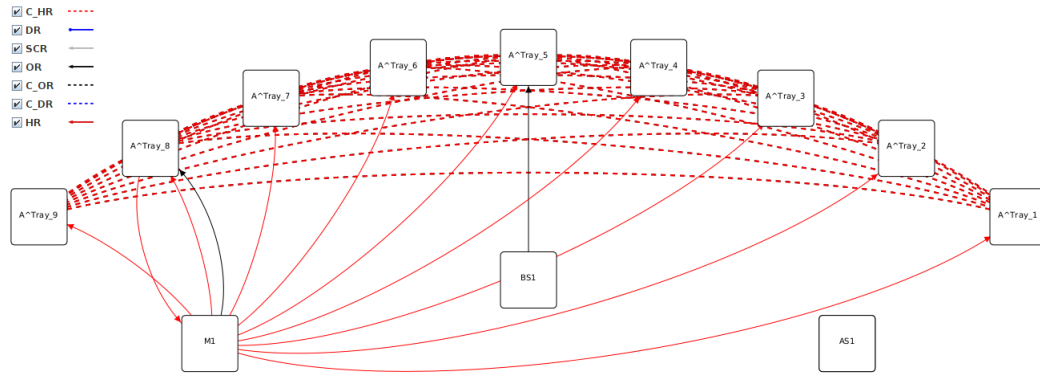 C_HR
DR
SCR
OR
C_OR
C_DR
HR
A^Tray_5
A^Tray_6
A^Tray_4
A^Tray_7
A^Tray_3
A^Tray_8
A^Tray_2
A^Tray_9
A^Tray_1
BS1
M1
AS1